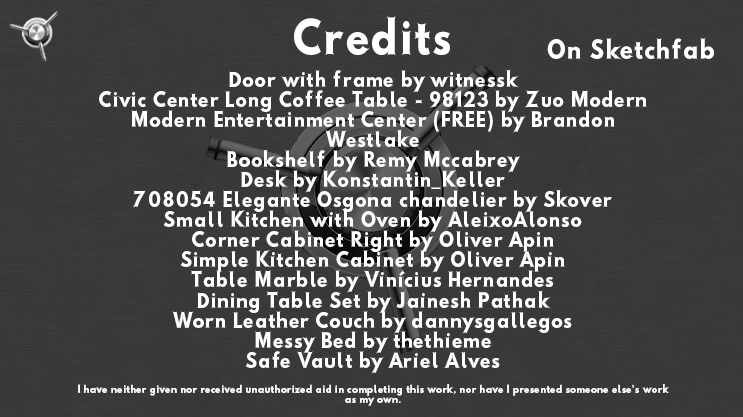 Credits
On Sketchfab
Door with frame by witnessk
Civic Center Long Coffee Table - 98123 by Zuo Modern
Modern Entertainment Center (FREE) by Brandon
Westlake
Bookshelf by Remy Mccabrey
Desk by Konstantin_Keller
708054 Elegante Osgona chandelier by Skover
Small Kitchen with Oven by AleixoAlonso
Corner Cabinet Right by Oliver Apin
Simple Kitchen Cabinet by Oliver Apin
Table Marble by Vinícius Hernandes
Dining Table Set by Jainesh Pathak
Worn Leather Couch by dannysgallegos
Messy Bed by thethieme
Safe Vault by Ariel Alves
I have neither given nor received unauthorized aid in completing this work, nor have I presented someone else's work
as my own.